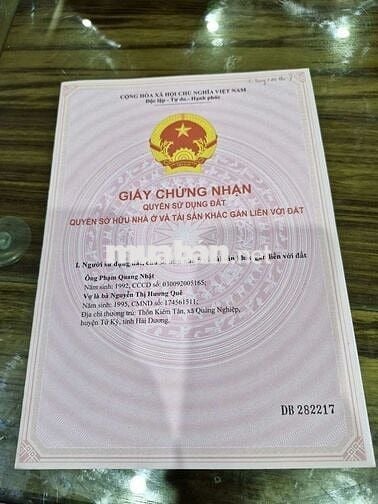 CỘNG HÒA XÃ HỘI CHỦ NGHĨA VIỆT NAM
Độc lập - Tự do - Hạnh phúc
GIẤY CHỨNG NHẬN
QUYỀN SỬ DỤNG ĐẤT
QUYỀN SỞ HỮU NHÀ Ở VÀ TÀI SẢN KHÁC GẮN LIỀN VỚI ĐẤT
muaban
I. Người sử dụng đất, gắn liền với đất
Ông Phạm Quang Nhật
Năm sinh: 1992, CCCD số: 030092005165;
Vợ là bà Nguyễn Thị Hương Quế
Năm sinh: 1995, CMND số: 174561511;
Địa chỉ thường trú: Thôn Kiêm Tân, xã Quảng Nghiệp,
huyện Tứ Kỳ, tỉnh Hải Dương.
DB 282217